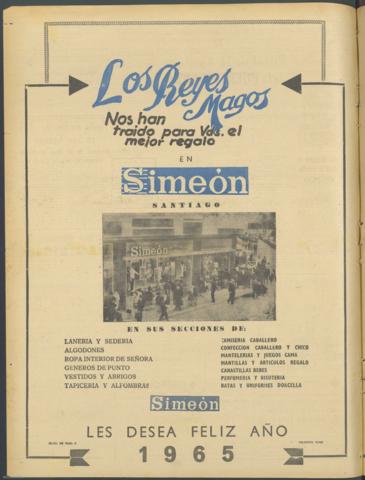 Los Reyes
Magos
Nos han
traido para Vds. el
mejor regalo
EN
Simeón
SANTIAGO
Simeón
EN SUS SECCIONES DE:
LANERIA Y SEDERIA
ALGODONES
ROPA INTERIOR DE SEÑORA
GENEROS DE PUNTO
VESTIDOS Y ABRIGOS
TAPICERIA Y ALFOMBRAS
CAMISERIA CABALLERO
CONFECCION CABALLERO Y CHICO
MANTELERIAS Y JUEGOS CAMA
MANTILLAS Y ARTICULOS REGALO
CANASTILLAS BEBES
PERFUMERIA Y BISUTERIA
BATAS Y UNIFORMES DONCELLA
Simeón
LES DESEA FELIZ AÑO
1965